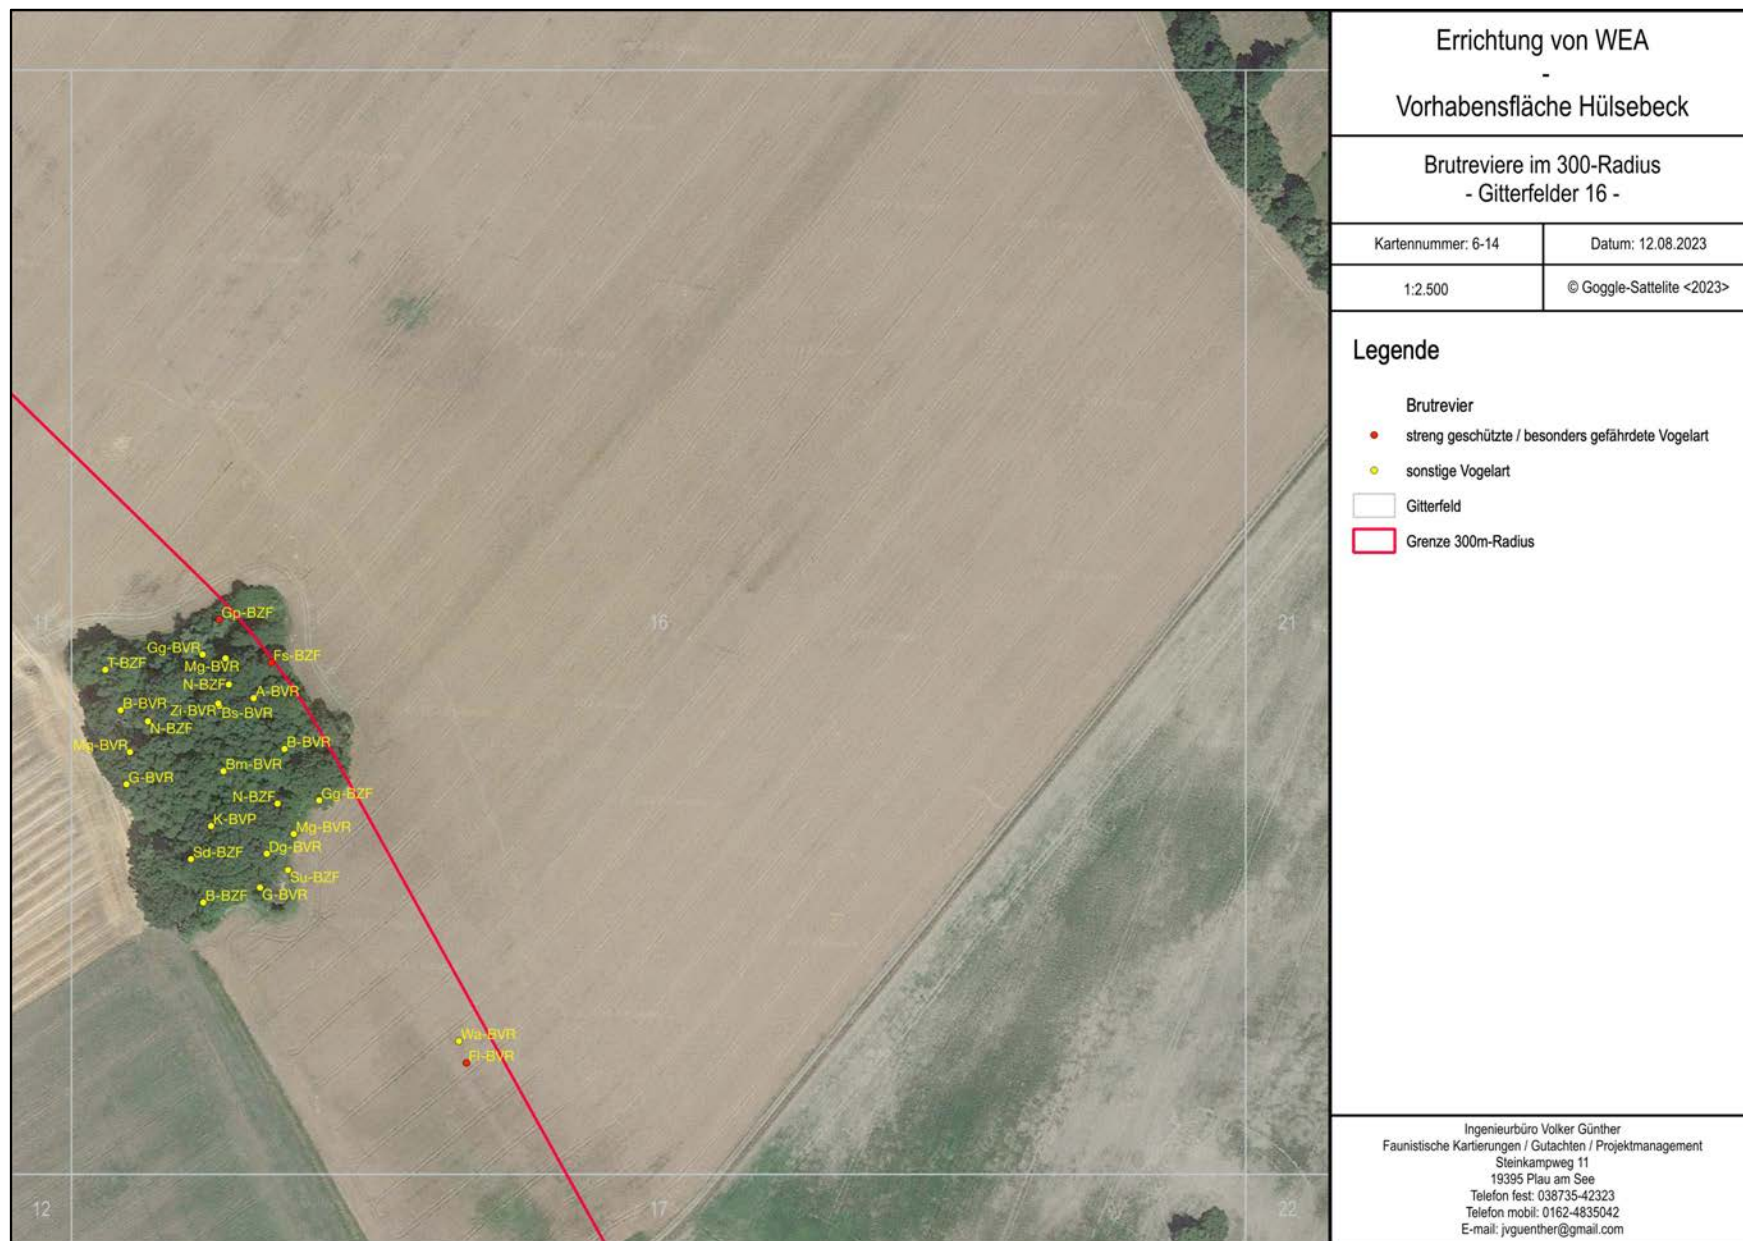 Errichtung von WEA
-
Vorhabensfläche Hülsebeck
Brutreviere im 300-Radius
- Gitterfelder 16 -
Kartennummer: 6-14
Datum: 12.08.2023
1:2.500
© Goggle-Sattelite <2023>
Legende
Brutrevier
streng geschützte / besonders gefährdete Vogelart
sonstige Vogelart
Gitterfeld
Grenze 300m-Radius
11
16
21
Gp-BZF
Gg-BVR
Fs-BZF
T-BZF
Mg-BVR
N-BZF
A-BVR
B-BVR
Zi-BVR
Bs-BVR
N-BZF
Mg-BVR
B-BVR
Bm-BVR
G-BVR
N-BZF
Gg-BZF
K-BVP
Mg-BVR
Sd-BZF
Dg-BVR
Su-BZF
B-BZF
G-BVR
Wa-BVR
Fl-BVR
12
17
22
Ingenieurbüro Volker Günther
Faunistische Kartierungen / Gutachten / Projektmanagement
Steinkampweg 11
19395 Plau am See
Telefon fest: 038735-42323
Telefon mobil: 0162-4835042
E-mail: jvguenther@gmail.com